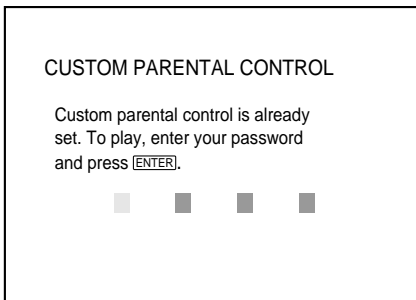 CUSTOM PARENTAL CONTROL
Custom parental control is already
set. To play, enter your password
and press ENTER.